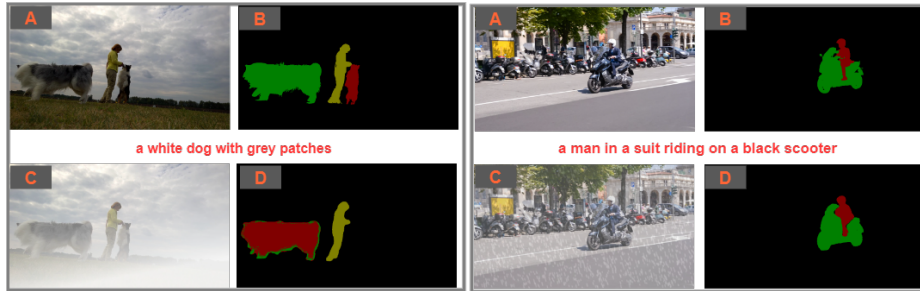 A B A B
a white dog with grey patches a man in a suit riding on a black scooter
C D C D